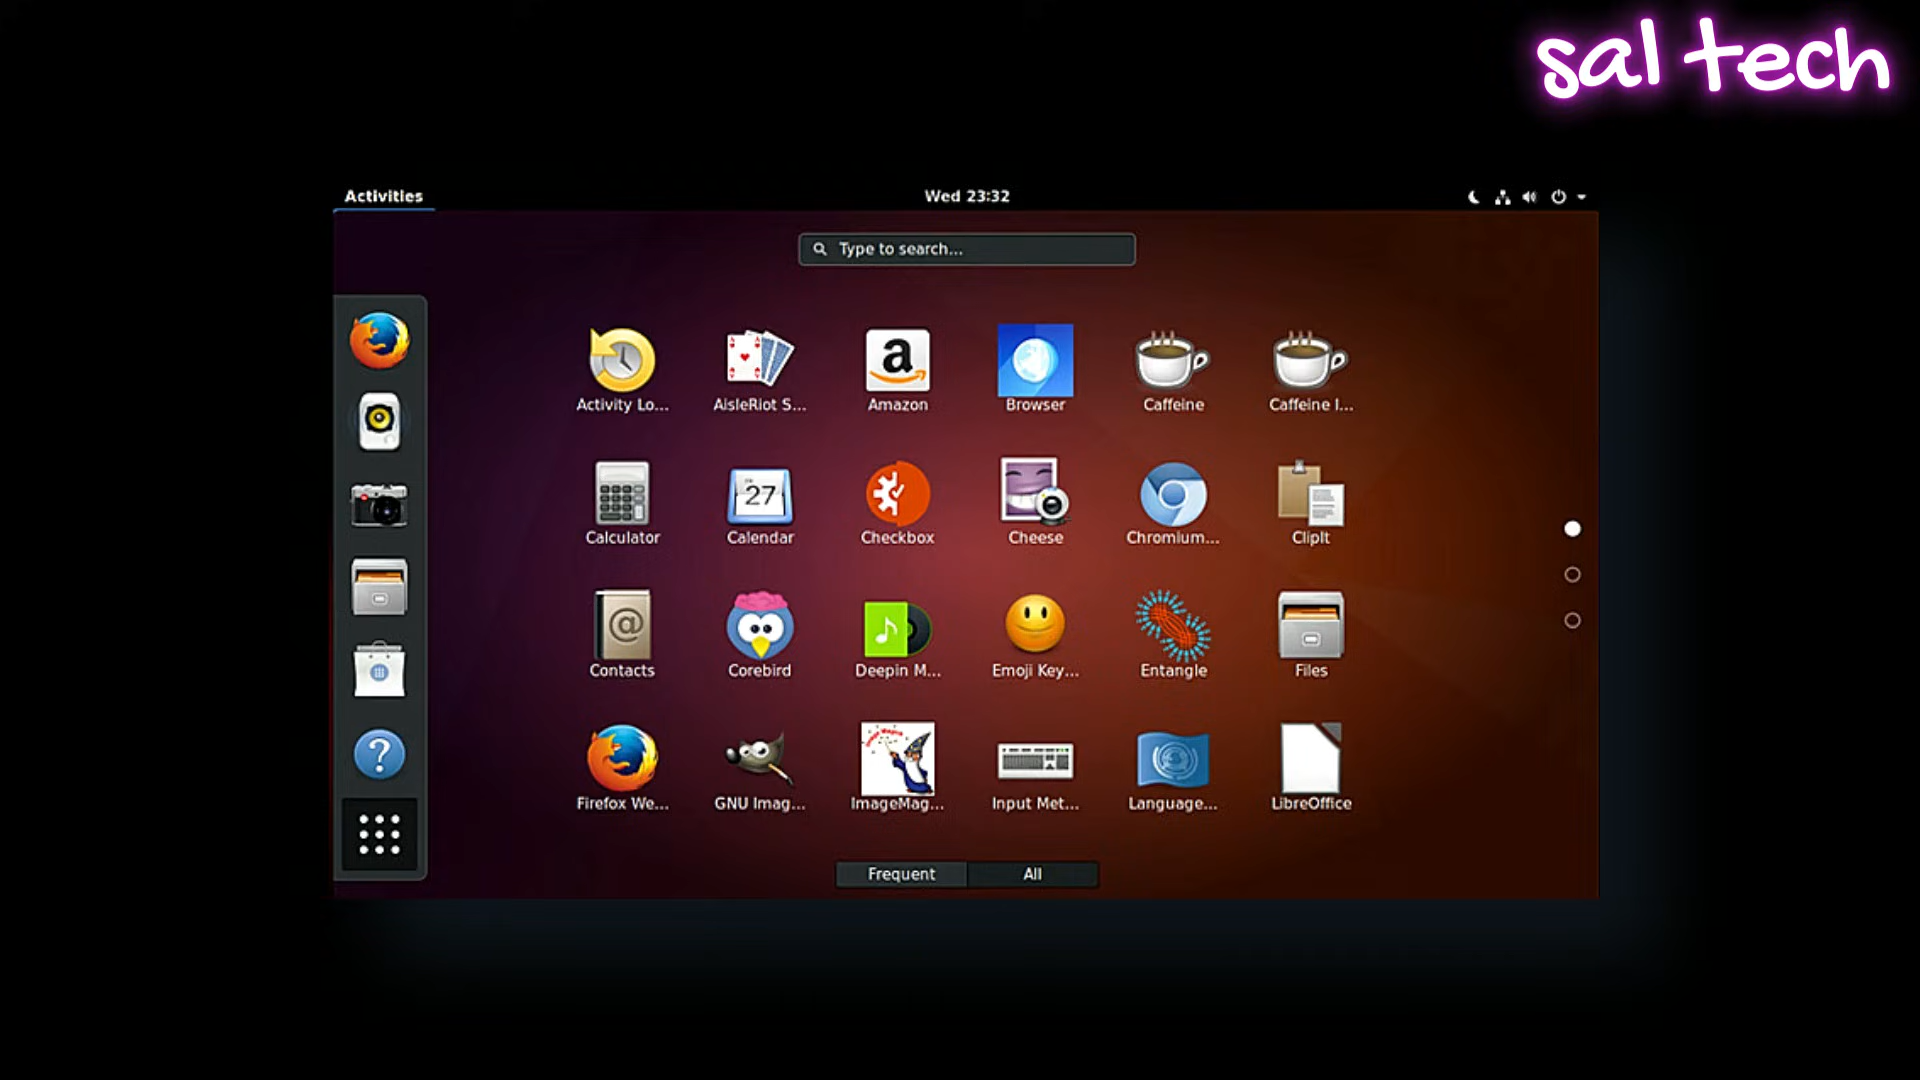 sal tech
Activities
Wed 23:32
Type to search...
Activity Lo...
AisleRiot S...
Amazon
Browser
Caffeine
Caffeine I...
27
Calculator
Calendar
Checkbox
Cheese
Chromium...
ClipIt
Contacts
Corebird
Deepin M...
Emoji Key...
Entangle
Files
Firefox We...
GNU Imag...
ImageMag...
Input Met...
Language...
LibreOffice
Frequent
All